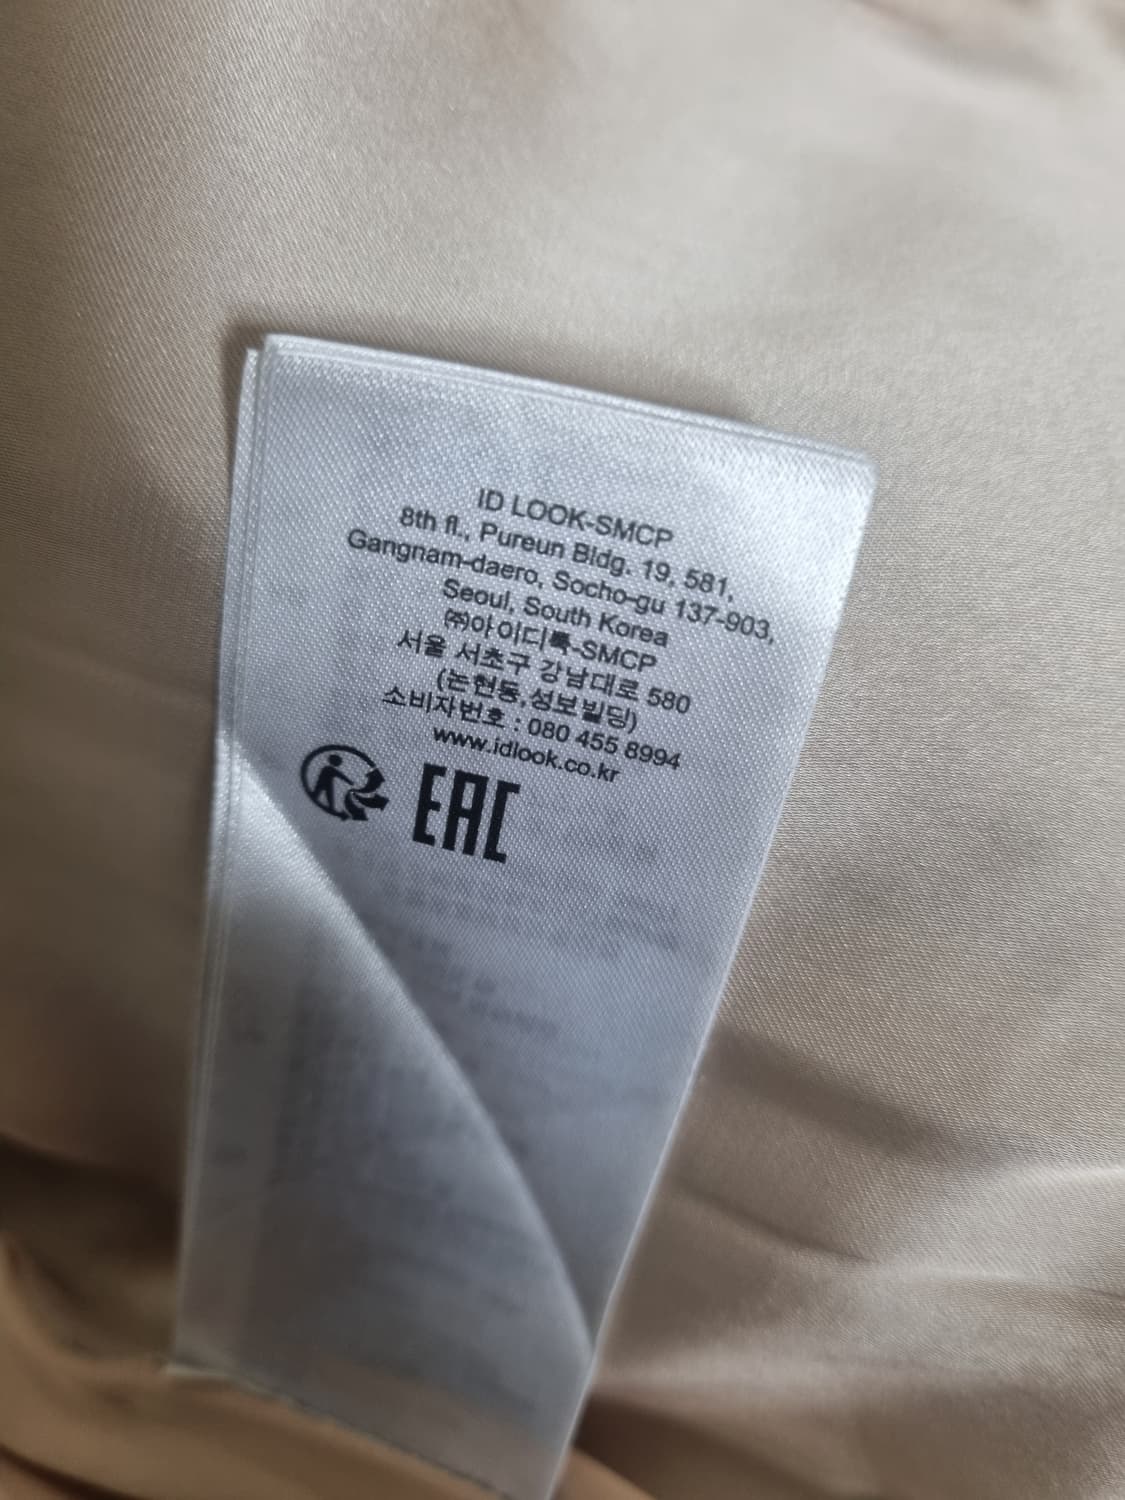 ID LOOK-SMCP
8th fl., Pureun Bldg. 19, 581,
Gangnam-daero, Socho-gu 137-903,
Seoul, South Korea
㈜아이디룩-SMCP
서울 서초구 강남대로 580
(논현동,성보빌딩)
소비자번호 : 080 455 8994
www.idlook.co.kr
EAC